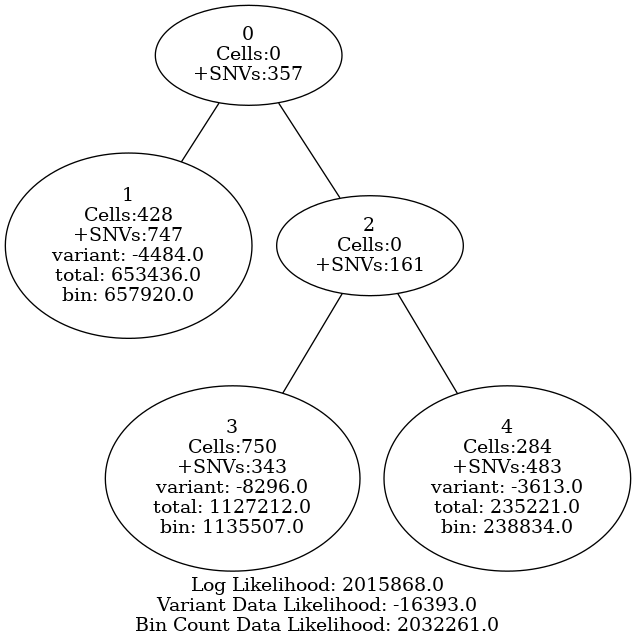 0
Cells:0
+SNVs:357
1
Cells:428
+SNVs:747
variant: -4484.0
total: 653436.0
bin: 657920.0
2
Cells:0
+SNVs:161
3
Cells:750
+SNVs:343
variant: -8296.0
total: 1127212.0
bin: 1135507.0
4
Cells:284
+SNVs:483
variant: -3613.0
total: 235221.0
bin: 238834.0
Log Likelihood: 2015868.0
Variant Data Likelihood: -16393.0
Bin Count Data Likelihood: 2032261.0